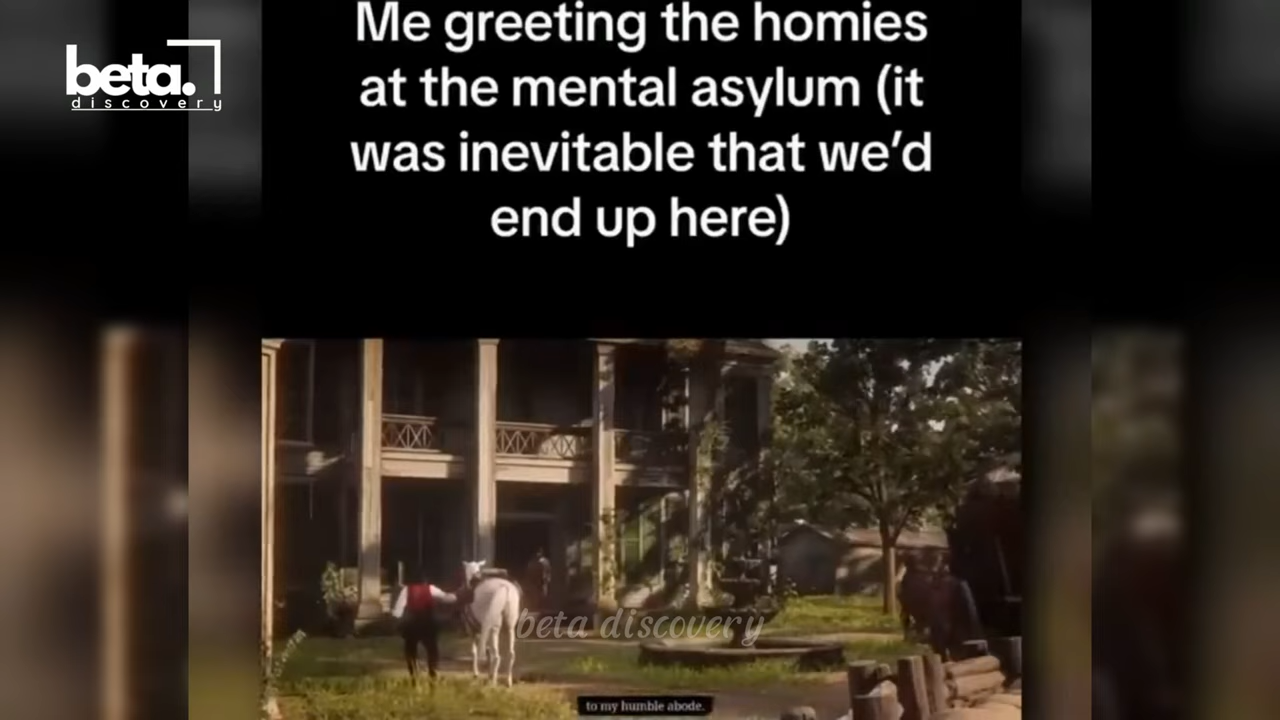 beta.
discovery
Me greeting the homies
at the mental asylum (it
was inevitable that we’d
end up here)
beta discovery
to my humble abode.